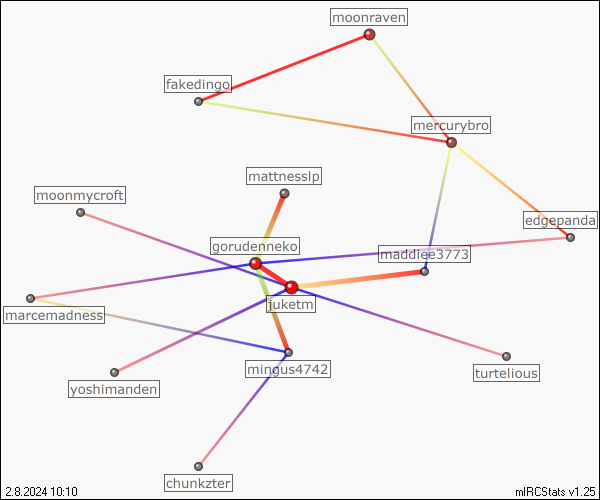 moonraven
fakedingo
mercurybro
mattnesslp
moonmycroft
edgepanda
gorudenneko
maddiee3773
juketm
marcemadness
mingus4742
turtelious
yoshimanden
chunkzter
2.8.2024 10:10
mIRCStats v1.25